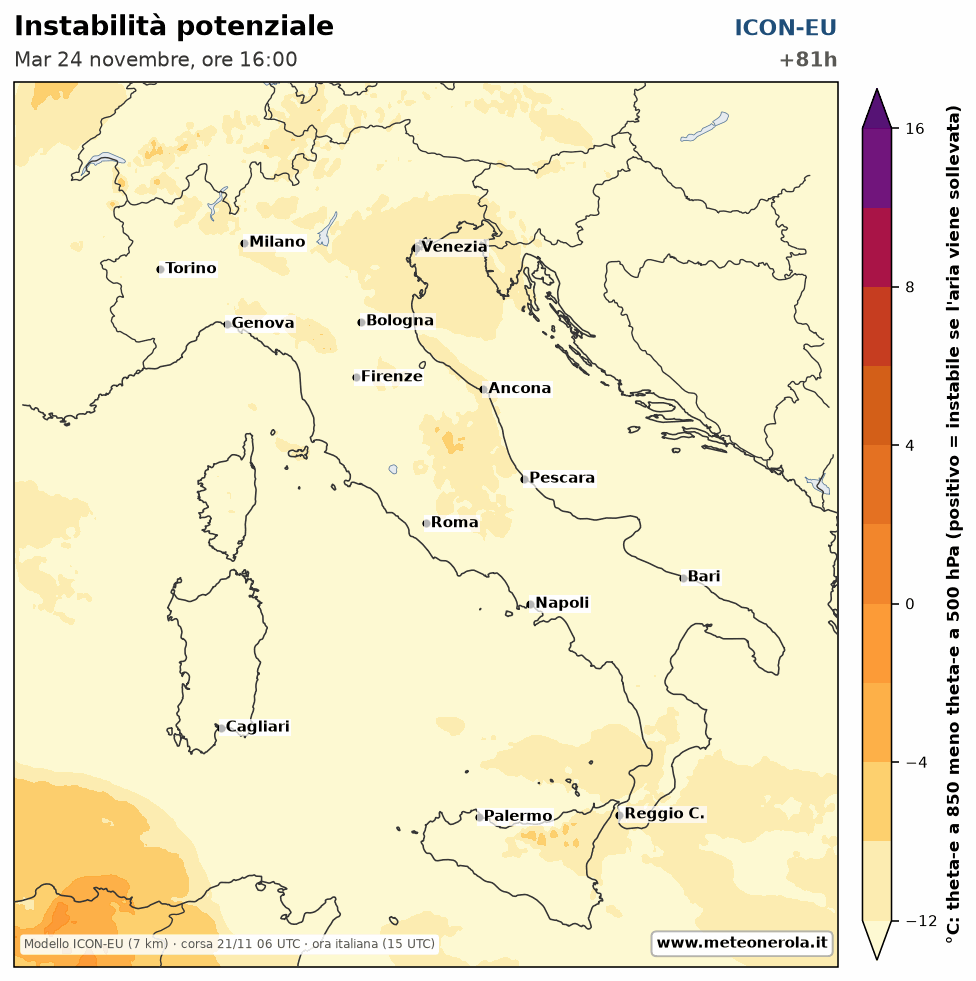 Instabilità potenziale
ICON-EU
Mar 24 novembre, ore 16:00
+81h
Milano
Venezia
Torino
Genova
Bologna
Firenze
Ancona
Pescara
Roma
Bari
Napoli
Cagliari
Palermo
Reggio C.
Modello ICON-EU (7 km) · corsa 21/11 06 UTC · ora italiana (15 UTC)
www.meteonerola.it
16
8
4
0
−4
−12
°C: theta-e a 850 meno theta-e a 500 hPa (positivo = instabile se l'aria viene sollevata)